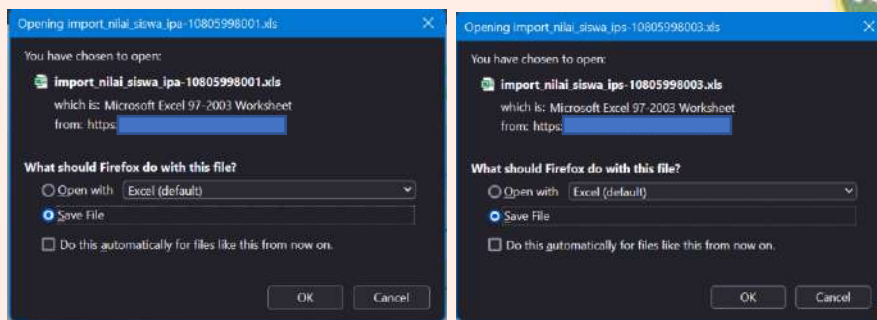 Opening import_nilai_siswa_ipa-10805998001.xls
You have chosen to open:
import_nilai_siswa_ipa-10805998001.xls
which is: Microsoft Excel 97-2003 Worksheet
from: https:
What should Firefox do with this file?
Open with Excel (default)
Save File
Do this automatically for files like this from now on.
OK Cancel
Opening import_nilai_siswa_ips-10805998003.xls
You have chosen to open:
import_nilai_siswa_ips-10805998003.xls
which is: Microsoft Excel 97-2003 Worksheet
from: https:
What should Firefox do with this file?
Open with Excel (default)
Save File
Do this automatically for files like this from now on.
OK Cancel